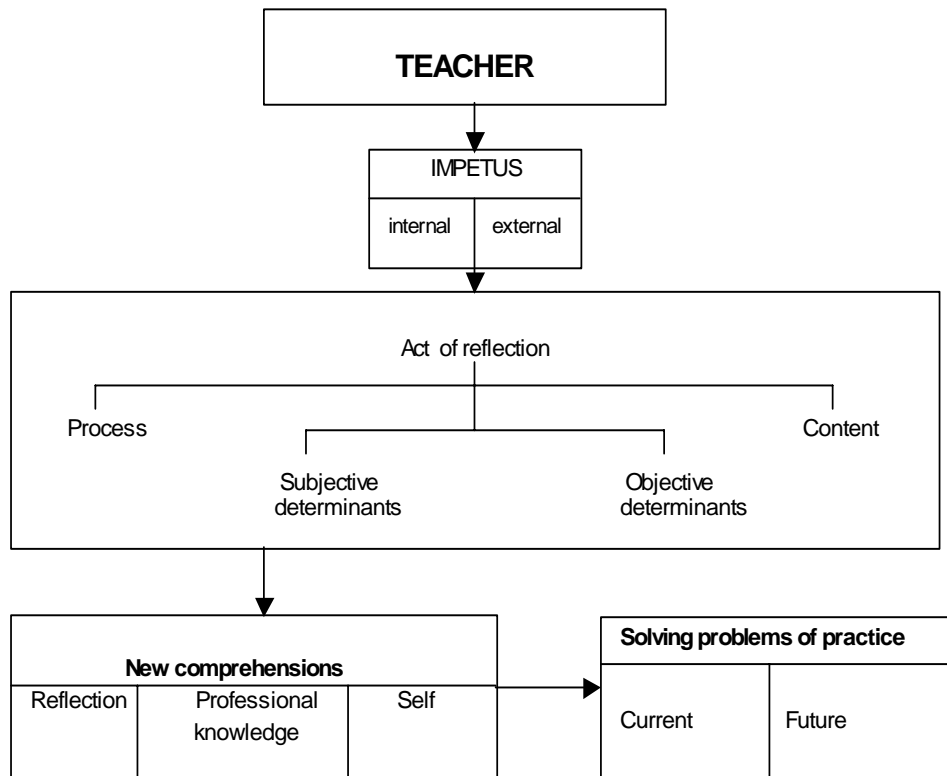 TEACHER
IMPETUS
internal external
Act of reflection
Process
Content
Subjective
determinants
Objective
determinants
New comprehensions
Reflection
Professional
knowledge
Self
Solving problems of practice
Current
Future